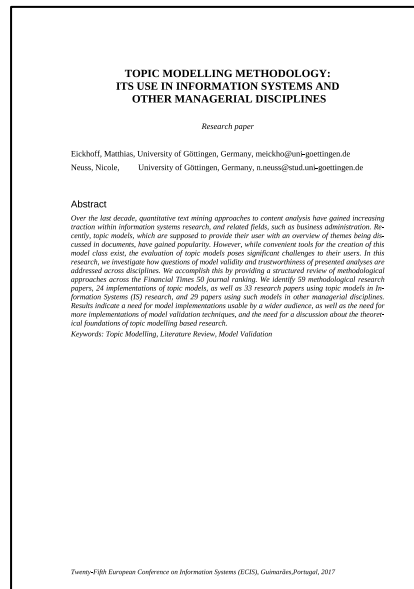 TOPIC MODELLING METHODOLOGY:
ITS USE IN INFORMATION SYSTEMS AND
OTHER MANAGERIAL DISCIPLINES
Research paper
Eickhoff, Matthias, University of Göttingen, Germany, meickho@uni-goettingen.de
Neuss, Nicole, University of Göttingen, Germany, n.neuss@stud.uni-goettingen.de
Abstract
Over the last decade, quantitative text mining approaches to content analysis have gained increasing
traction within information systems research, and related fields, such as business administration. Re-
cently, topic models, which are supposed to provide their user with an overview of themes being dis-
cussed in documents, have gained popularity. However, while convenient tools for the creation of this
model class exist, the evaluation of topic models poses significant challenges to their users. In this
research, we investigate how questions of model validity and trustworthiness of presented analyses are
addressed across disciplines. We accomplish this by providing a structured review of methodological
approaches across the Financial Times 50 journal ranking. We identify 59 methodological research
papers, 24 implementations of topic models, as well as 33 research papers using topic models in In-
formation Systems (IS) research, and 29 papers using such models in other managerial disciplines.
Results indicate a need for model implementations usable by a wider audience, as well as the need for
more implementations of model validation techniques, and the need for a discussion about the theoret-
ical foundations of topic modelling based research.
Keywords: Topic Modelling, Literature Review, Model Validation
Twenty-Fifth European Conference on Information Systems (ECIS), Guimarães,Portugal, 2017